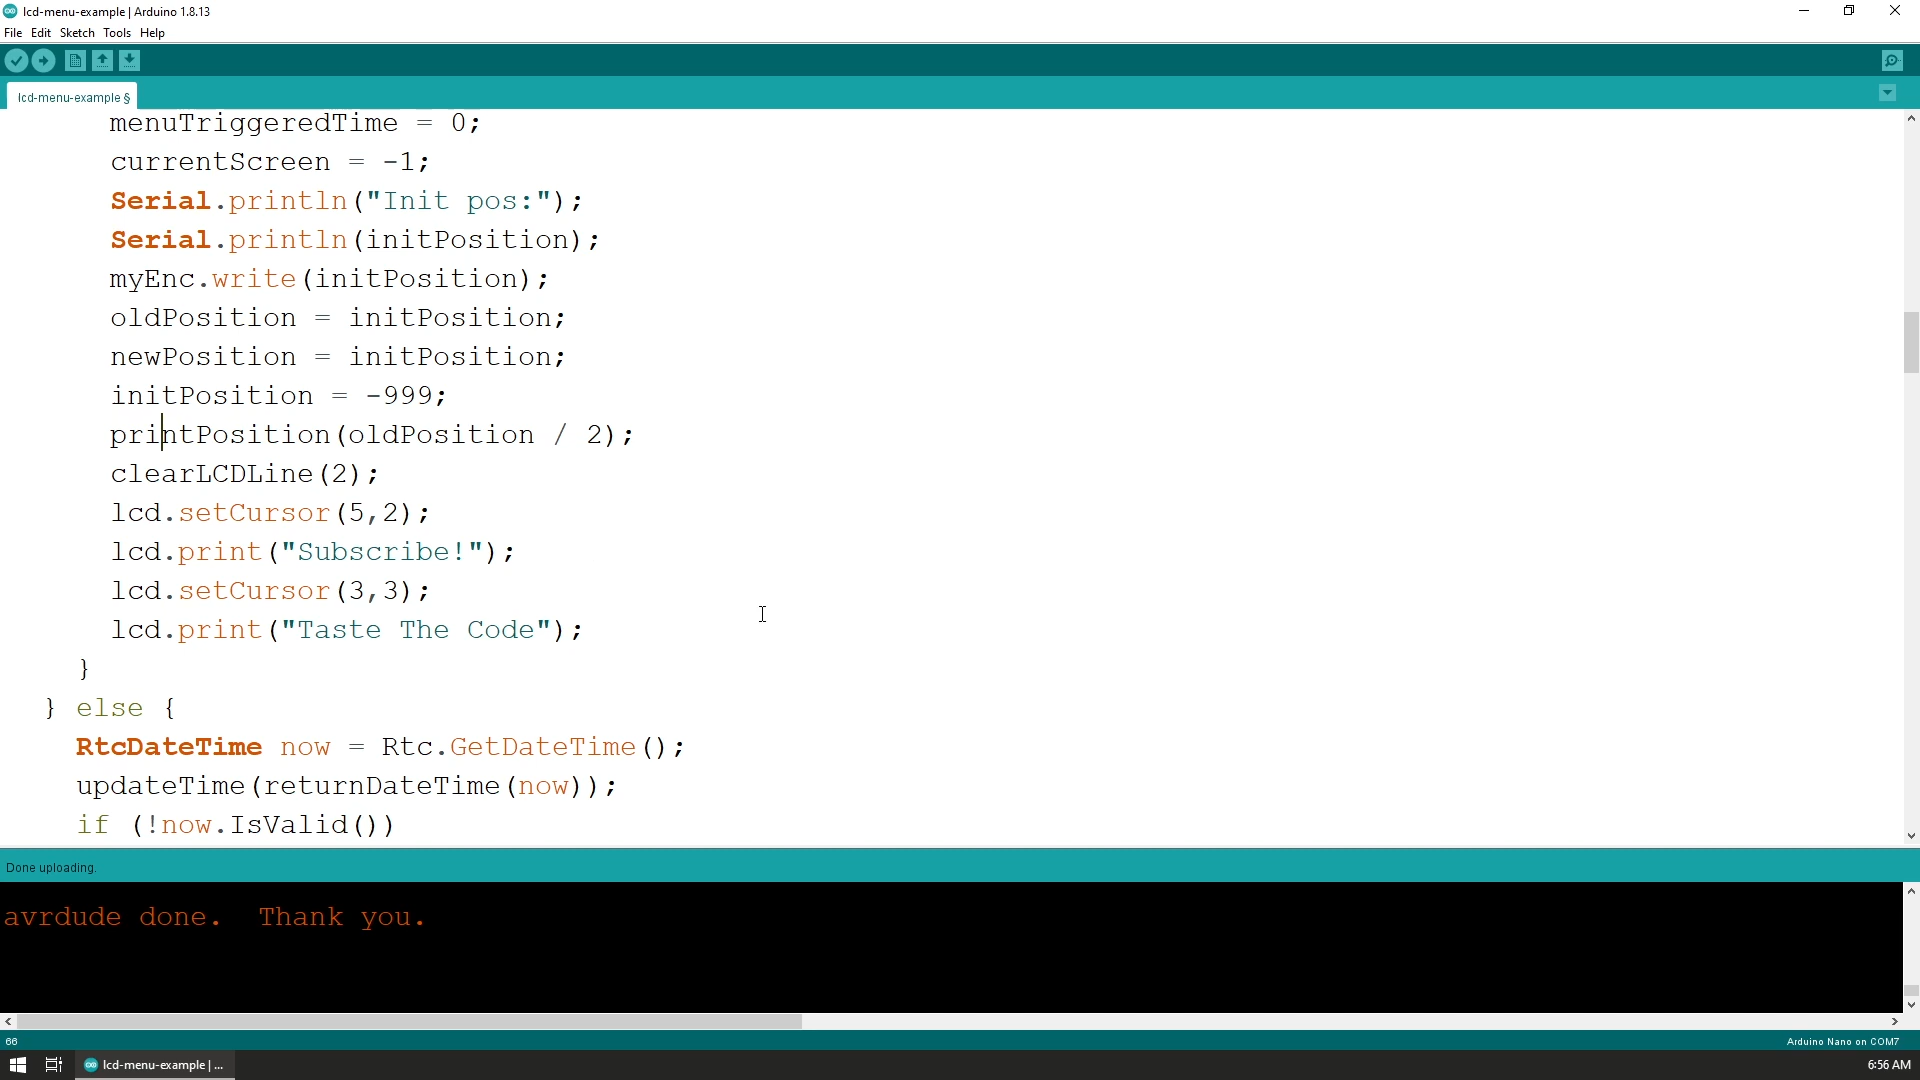 lcd-menu-example | Arduino 1.8.13
File Edit Sketch Tools Help
lcd-menu-example §
menuTriggeredTime = 0;
currentScreen = -1;
Serial.println("Init pos:");
Serial.println(initPosition);
myEnc.write(initPosition);
oldPosition = initPosition;
newPosition = initPosition;
initPosition = -999;
printPosition(oldPosition / 2);
clearLCDLine(2);
lcd.setCursor(5,2);
lcd.print("Subscribe!");
lcd.setCursor(3,3);
lcd.print("Taste The Code");
}
} else {
RtcDateTime now = Rtc.GetDateTime();
updateTime(returnDateTime(now));
if (!now.IsValid())
Done uploading.
avrdude done.  Thank you.
66
Arduino Nano on COM7
lcd-menu-example | ...
6:56 AM